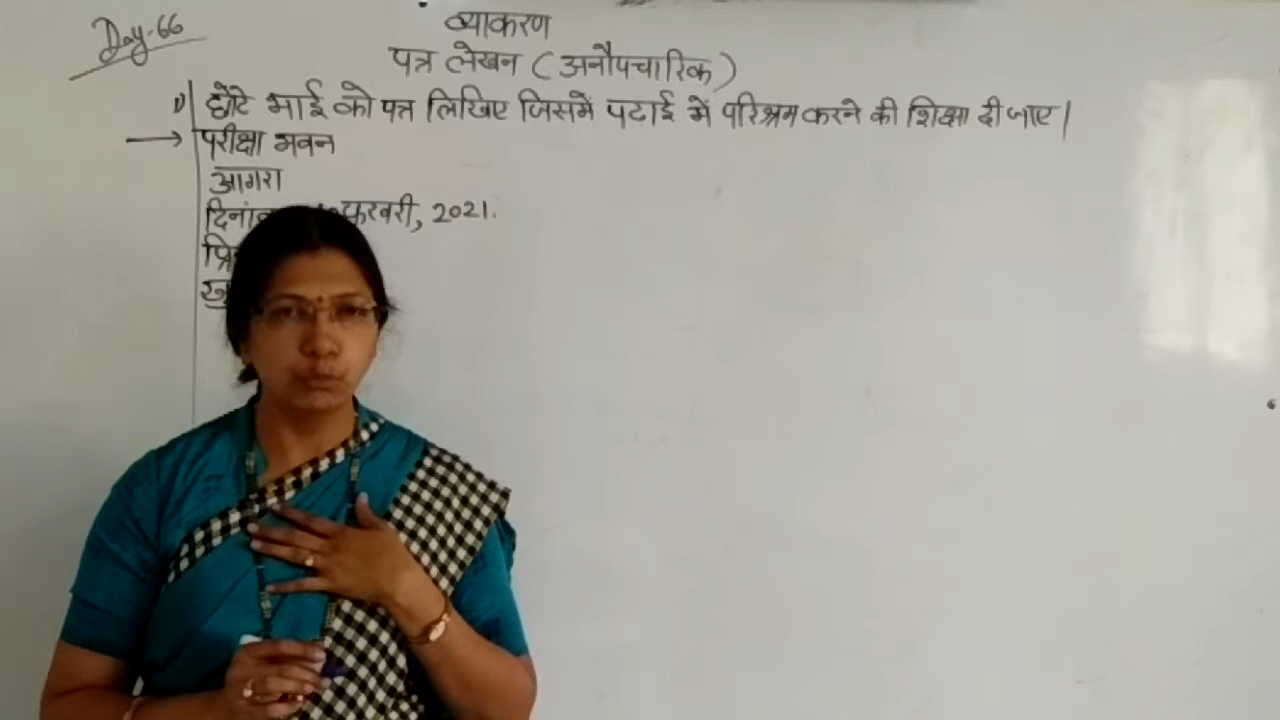 Day-66
व्याकरण
पत्र लेखन (अनौपचारिक)
1) छोटे भाई को पत्र लिखिए जिसमें पढाई में परिश्रम करने की शिक्षा दी जाए।
→ परीक्षा भवन
आगरा
फरवरी, 2021.